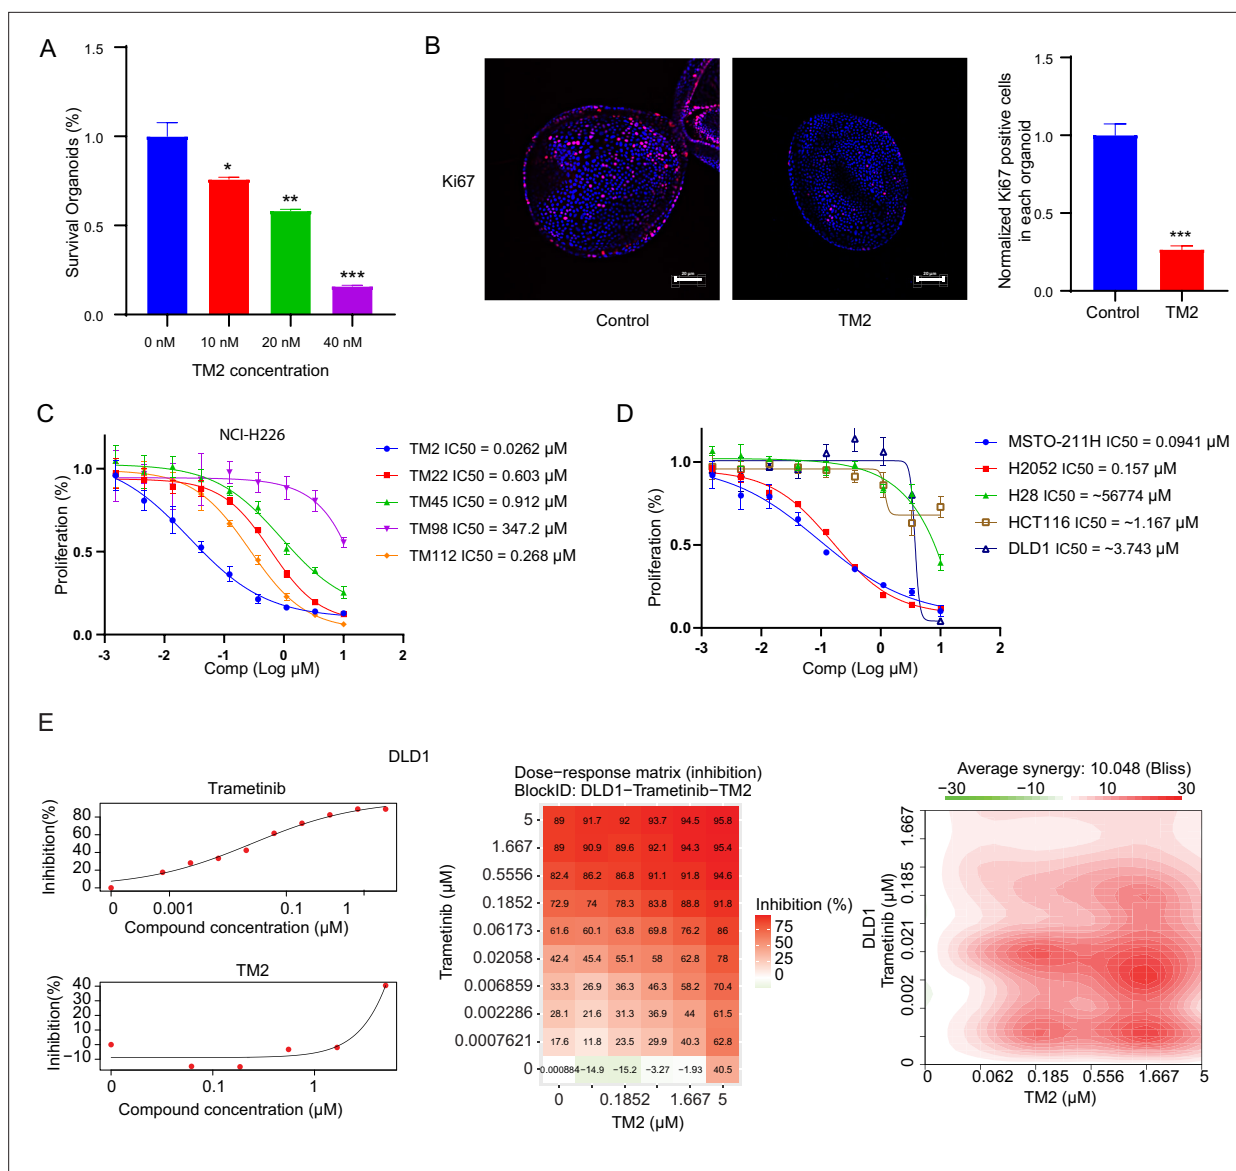 A
1.5
1.0
0.5
0.0
Survival Organoids (%)
*
**
***
0 nM 10 nM 20 nM 40 nM
TM2 concentration
B
Ki67
20 µm
20 µm
Control TM2
1.5
1.0
0.5
0.0
Normalized Ki67 positive cells
in each organoid
***
Control TM2
C
NCI-H226
1.0
0.5
0.0
Proliferation (%)
-3 -2 -1 0 1 2
Comp (Log µM)
TM2 IC50 = 0.0262 µM
TM22 IC50 = 0.603 µM
TM45 IC50 = 0.912 µM
TM98 IC50 = 347.2 µM
TM112 IC50 = 0.268 µM
D
1.0
0.5
0.0
Proliferation (%)
-3 -2 -1 0 1 2
Comp (Log µM)
MSTO-211H IC50 = 0.0941 µM
H2052 IC50 = 0.157 µM
H28 IC50 = ~56774 µM
HCT116 IC50 = ~1.167 µM
DLD1 IC50 = ~3.743 µM
E
DLD1
Trametinib
80
60
40
20
0
Inihibition(%)
0 0.001 0.1 1
Compound concentration (µM)
TM2
40
30
20
10
−10
Inihibition(%)
0 0.1 1
Compound concentration (µM)
Dose−response matrix (inhibition)
BlockID: DLD1−Trametinib−TM2
Trametinib (µM)
5 89 91.7 92 93.7 94.5 95.8
1.667 89 90.9 89.6 92.1 94.3 95.4
0.5556 82.4 86.2 86.8 91.1 91.8 94.6
0.1852 72.9 74 78.3 83.8 88.8 91.8
0.06173 61.6 60.1 63.8 69.8 76.2 86
0.02058 42.4 45.4 55.1 58 62.8 78
0.006859 33.3 26.9 36.3 46.3 58.2 70.4
0.002286 28.1 21.6 31.3 36.9 44 61.5
0.0007621 17.6 11.8 23.5 29.9 40.3 62.8
0 −0.000884 −14.9 −15.2 −3.27 −1.93 40.5
0 0.1852 1.667 5
TM2 (µM)
Inhibition (%)
75
50
25
0
Average synergy: 10.048 (Bliss)
−30 −10 10 30
DLD1
Trametinib (µM)
1.667
0.185
0.021
0.002
0
0 0.062 0.185 0.556 1.667 5
TM2 (µM)